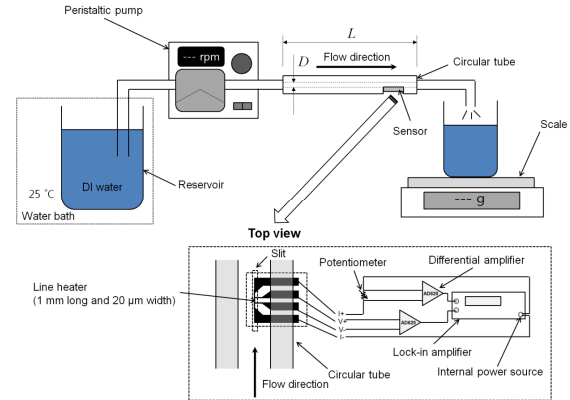 Peristaltic pump
--- rpm
L
Flow direction
D
Circular tube
Sensor
Scale
DI water
Reservoir
25 ℃
Water bath
--- g
Top view
Slit
Line heater
(1 mm long and 20 μm width)
Potentiometer
Differential amplifier
AD620
AD620
I+
V+
V-
I-
Lock-in amplifier
Internal power source
Circular tube
Flow direction